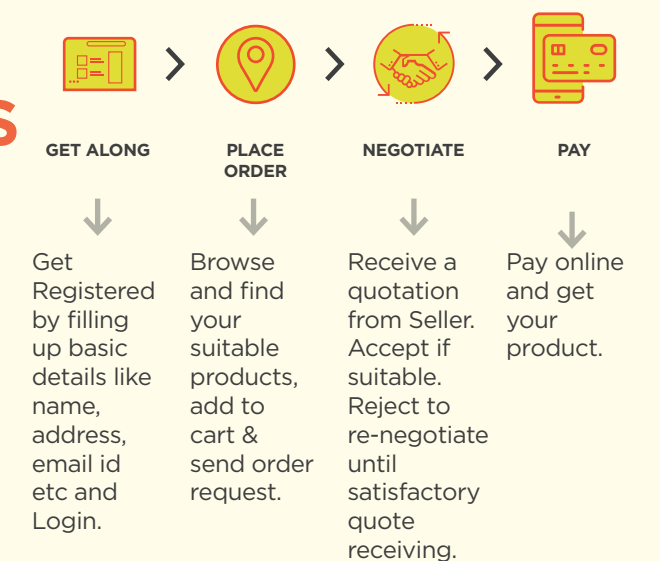 S
GET ALONG
PLACE
ORDER
NEGOTIATE
PAY
Get
Registered
by filling
up basic
details like
name,
address,
email id
etc and
Login.
Browse
and find
your
suitable
products,
add to
cart &
send order
request.
Receive a
quotation
from Seller.
Accept if
suitable.
Reject to
re-negotiate
until
satisfactory
quote
receiving.
Pay online
and get
your
product.